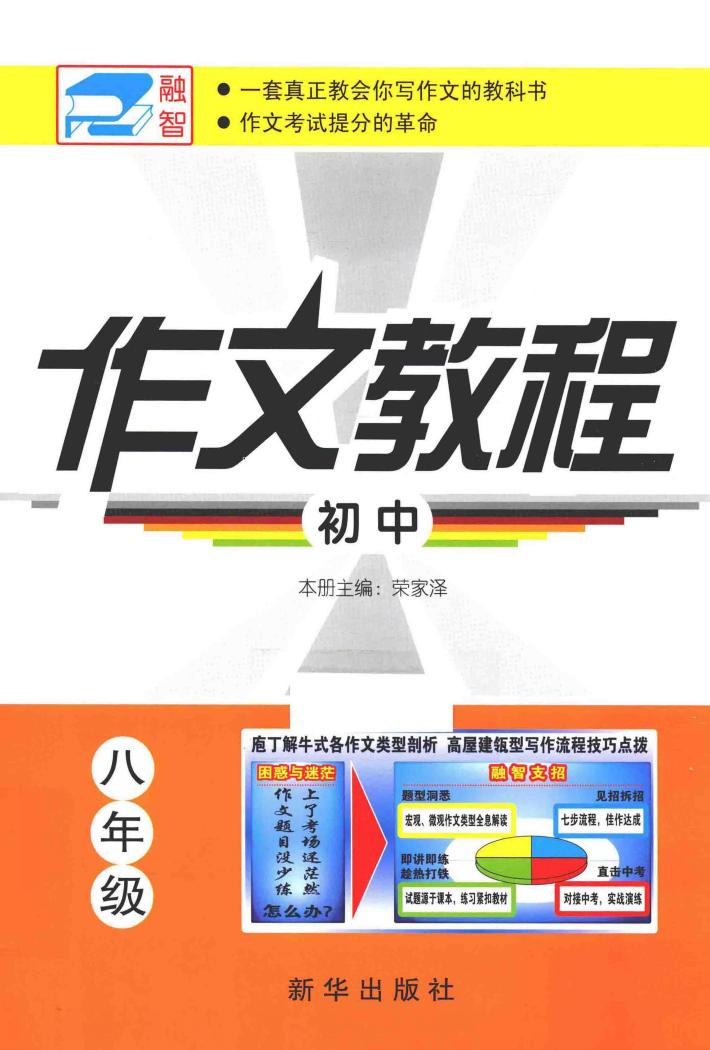 融智
● 一套真正教会你写作文的教科书
● 作文考试提分的革命
作文教程
初中
本册主编：荣家泽
八年级
庖丁解牛式各作文类型剖析 高屋建瓴型写作流程技巧点拨
困惑与迷茫
作文题目没少练
上了考场还茫然
怎么办？
融智支招
题型洞悉
见招拆招
宏观、微观作文类型全息解读
七步流程，佳作达成
即讲即练
趁热打铁
直击中考
试题源于课本，练习紧扣教材
对接中考，实战演练
新华出版社